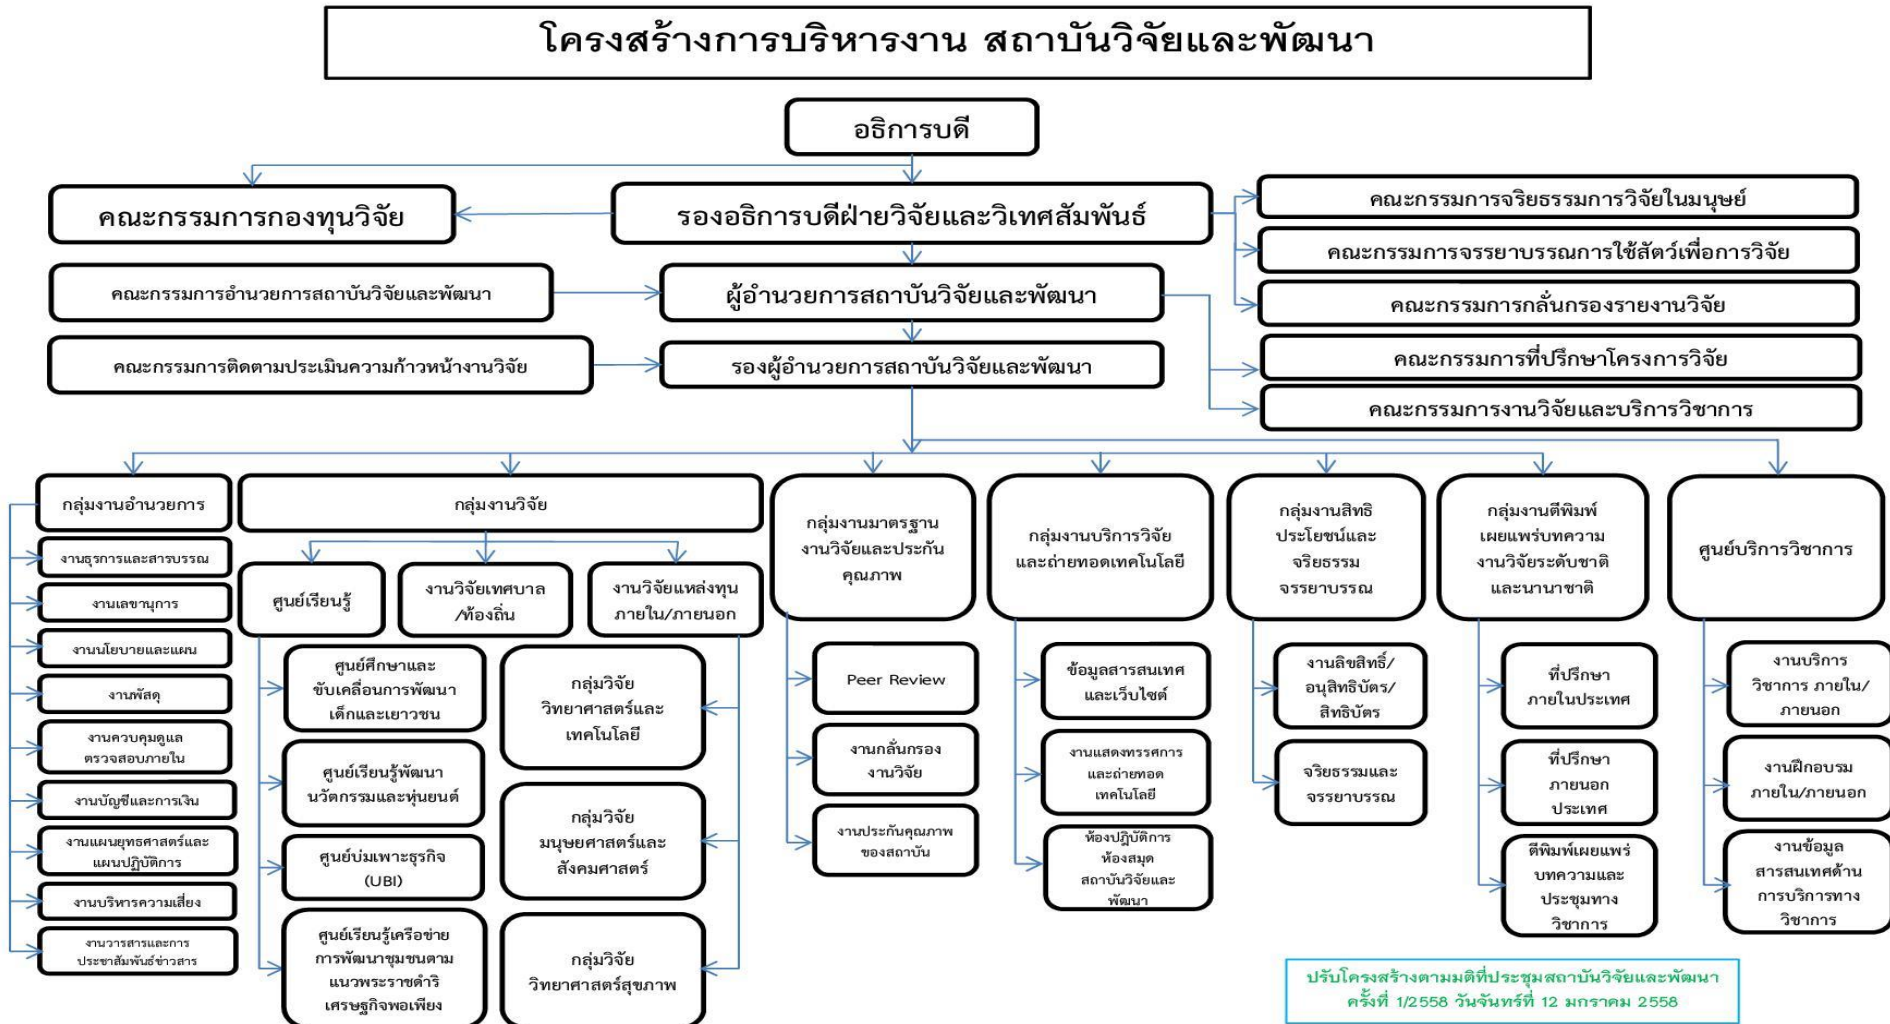 โครงสร้างการบริหารงาน สถาบันวิจัยและพัฒนา
อธิการบดี
คณะกรรมการกองทุนวิจัย
รองอธิการบดีฝ่ายวิจัยและวิเทศสัมพันธ์
คณะกรรมการจริยธรรมการวิจัยในมนุษย์
คณะกรรมการจรรยาบรรณการใช้สัตว์เพื่อการวิจัย
คณะกรรมการกลั่นกรองรายงานวิจัย
คณะกรรมการอำนวยการสถาบันวิจัยและพัฒนา
ผู้อำนวยการสถาบันวิจัยและพัฒนา
คณะกรรมการที่ปรึกษาโครงการวิจัย
คณะกรรมการงานวิจัยและบริการวิชาการ
คณะกรรมการติดตามประเมินความก้าวหน้างานวิจัย
รองผู้อำนวยการสถาบันวิจัยและพัฒนา
กลุ่มงานอำนวยการ
งานธุรการและสารบรรณ
งานเลขานุการ
งานนโยบายและแผน
งานพัสดุ
งานควบคุมดูแล
ตรวจสอบภายใน
งานบัญชีและการเงิน
งานแผนยุทธศาสตร์และ
แผนปฏิบัติการ
งานบริหารความเสี่ยง
งานวารสารและการ
ประชาสัมพันธ์ข่าวสาร
กลุ่มงานวิจัย
ศูนย์เรียนรู้
งานวิจัยเทศบาล
/ท้องถิ่น
งานวิจัยแหล่งทุน
ภายใน/ภายนอก
ศูนย์ศึกษาและ
ขับเคลื่อนการพัฒนา
เด็กและเยาวชน
ศูนย์เรียนรู้พัฒนา
นวัตกรรมและหุ่นยนต์
ศูนย์บ่มเพาะธุรกิจ
(UBI)
ศูนย์เรียนรู้เครือข่าย
การพัฒนาชุมชนตาม
แนวพระราชดำริ
เศรษฐกิจพอเพียง
กลุ่มวิจัย
วิทยาศาสตร์และ
เทคโนโลยี
กลุ่มวิจัย
มนุษยศาสตร์และ
สังคมศาสตร์
กลุ่มวิจัย
วิทยาศาสตร์สุขภาพ
กลุ่มงานมาตรฐาน
งานวิจัยและประกัน
คุณภาพ
Peer Review
งานกลั่นกรอง
งานวิจัย
งานประกันคุณภาพ
ของสถาบัน
กลุ่มงานบริการวิจัย
และถ่ายทอดเทคโนโลยี
ข้อมูลสารสนเทศ
และเว็บไซต์
งานแสดงทรรศการ
และถ่ายทอด
เทคโนโลยี
ห้องปฎิบัติการ
ห้องสมุด
สถาบันวิจัยและ
พัฒนา
กลุ่มงานสิทธิ
ประโยชน์และ
จริยธรรม
จรรยาบรรณ
งานลิขสิทธิ์/
อนุสิทธิบัตร/
สิทธิบัตร
จริยธรรมและ
จรรยาบรรณ
กลุ่มงานตีพิมพ์
เผยแพร่บทความ
งานวิจัยระดับชาติ
และนานาชาติ
ที่ปรึกษา
ภายในประเทศ
ที่ปรึกษา
ภายนอก
ประเทศ
ตีพิมพ์เผยแพร่
บทความและ
ประชุมทาง
วิชาการ
ศูนย์บริการวิชาการ
งานบริการ
วิชาการ ภายใน/
ภายนอก
งานฝึกอบรม
ภายใน/ภายนอก
งานข้อมูล
สารสนเทศด้าน
การบริการทาง
วิชาการ
ปรับโครงสร้างตามมติที่ประชุมสถาบันวิจัยและพัฒนา
ครั้งที่ 1/2558 วันจันทร์ที่ 12 มกราคม 2558